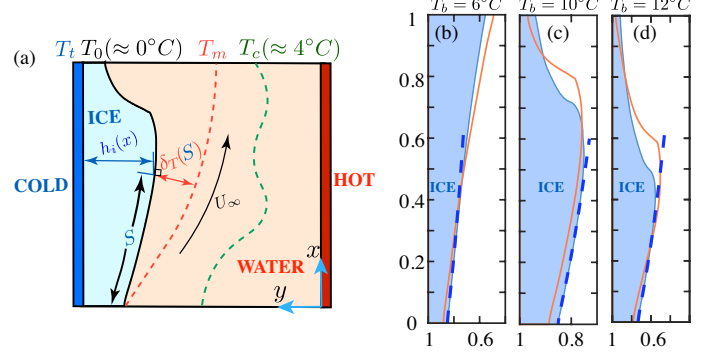 (a)
T_t T_0(≈ 0°C) T_m T_c(≈ 4°C)
ICE
h_i(x)
δ_T(S)
COLD
HOT
S
U_∞
WATER
x
y
T_b = 6°C T_b = 10°C T_b = 12°C
(b) (c) (d)
1
0.8
0.6
0.4
0.2
0
ICE ICE ICE
1 0.6 1 0.8 1 0.6